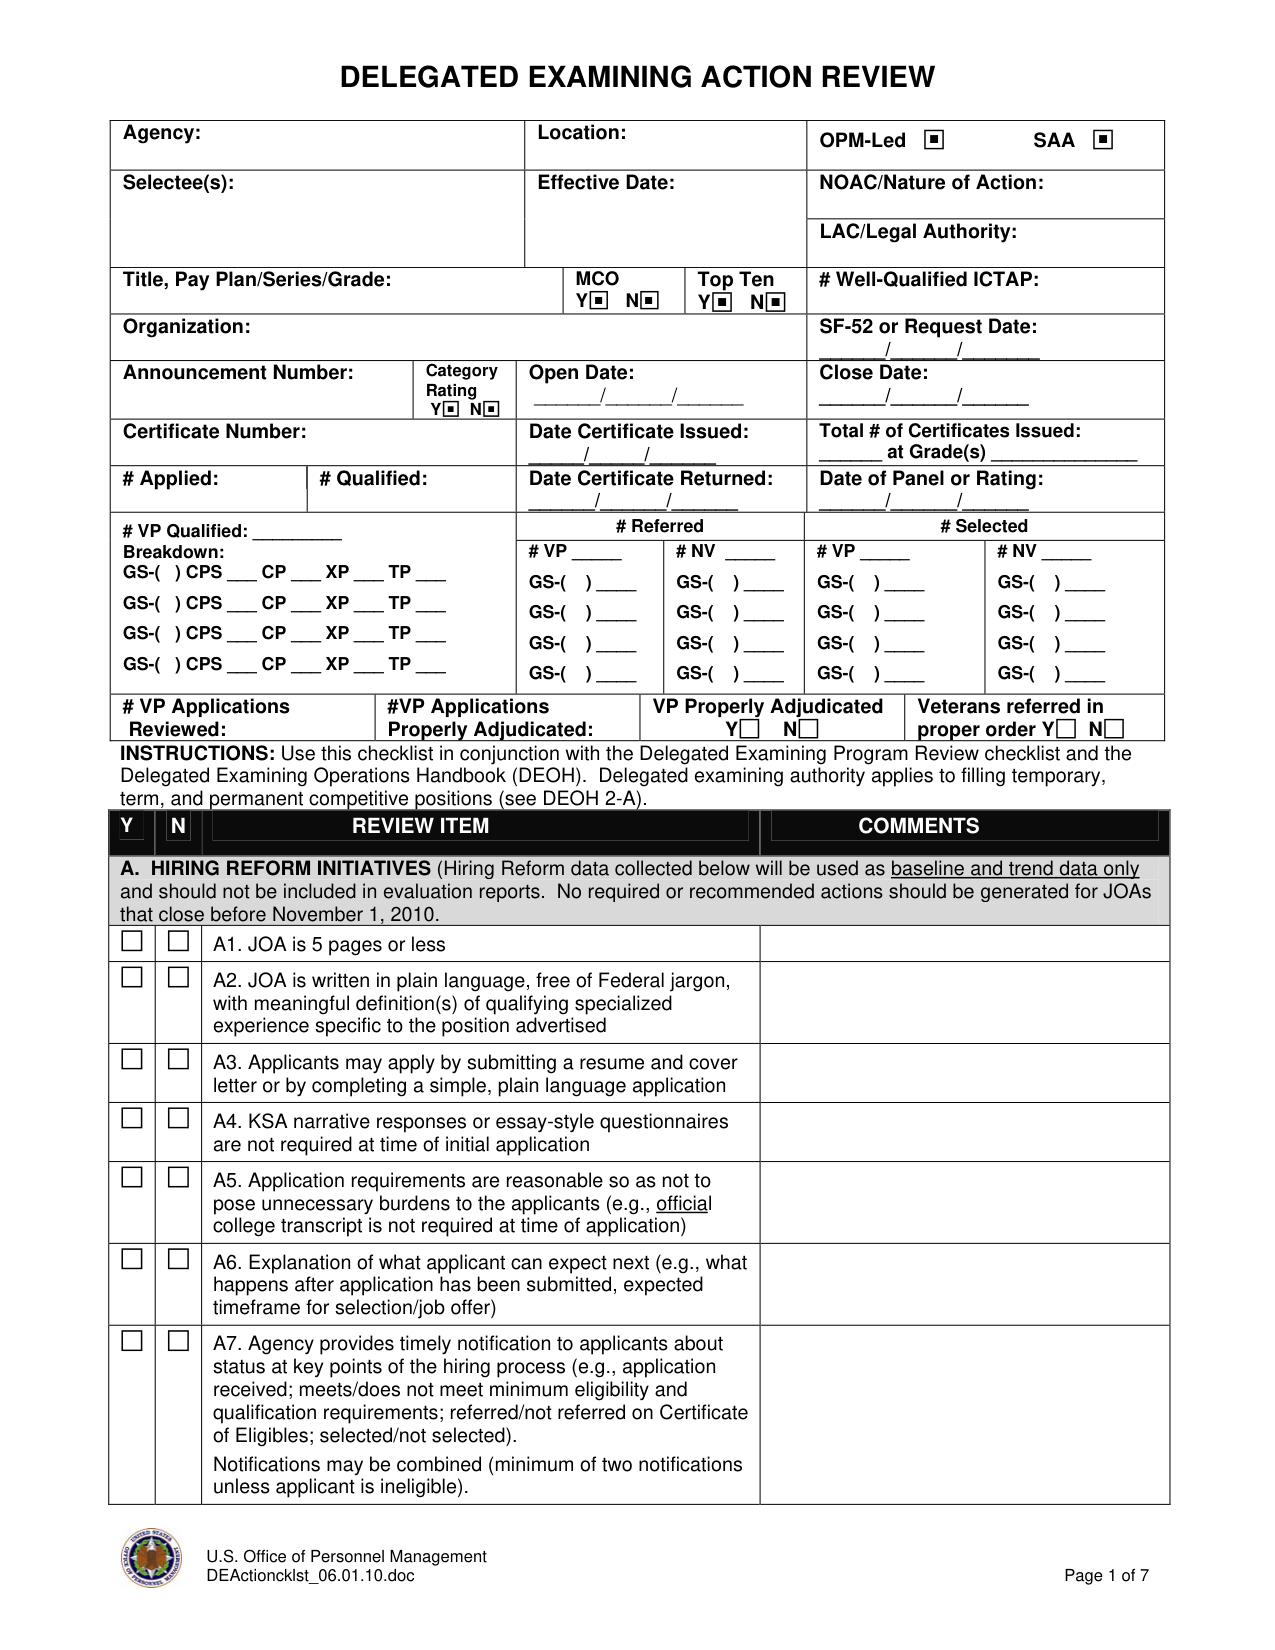 DELEGATED EXAMINING ACTION REVIEW
Agency:
Location:
OPM-Led ▣ SAA ▣
Selectee(s):
Effective Date:
NOAC/Nature of Action:
LAC/Legal Authority:
Title, Pay Plan/Series/Grade:
MCO
Y▣ N▣
Top Ten
Y▣ N▣
# Well-Qualified ICTAP:
Organization:
SF-52 or Request Date:
______/______/_______
Announcement Number:
Category
Rating
Y▣ N▣
Open Date:
______/______/______
Close Date:
______/______/______
Certificate Number:
Date Certificate Issued:
_____/_____/______
Total # of Certificates Issued:
______ at Grade(s) ______________
# Applied:
# Qualified:
Date Certificate Returned:
______/______/______
Date of Panel or Rating:
______/______/______
# VP Qualified: _________
Breakdown:
GS-( ) CPS ___ CP ___ XP ___ TP ___
GS-( ) CPS ___ CP ___ XP ___ TP ___
GS-( ) CPS ___ CP ___ XP ___ TP ___
GS-( ) CPS ___ CP ___ XP ___ TP ___
# Referred
# Selected
# VP _____ # NV _____ # VP _____ # NV _____
GS-( ) ____ GS-( ) ____ GS-( ) ____ GS-( ) ____
GS-( ) ____ GS-( ) ____ GS-( ) ____ GS-( ) ____
GS-( ) ____ GS-( ) ____ GS-( ) ____ GS-( ) ____
GS-( ) ____ GS-( ) ____ GS-( ) ____ GS-( ) ____
# VP Applications
Reviewed:
#VP Applications
Properly Adjudicated:
VP Properly Adjudicated
Y☐ N☐
Veterans referred in
proper order Y☐ N☐
INSTRUCTIONS: Use this checklist in conjunction with the Delegated Examining Program Review checklist and the
Delegated Examining Operations Handbook (DEOH). Delegated examining authority applies to filling temporary,
term, and permanent competitive positions (see DEOH 2-A).
Y N REVIEW ITEM COMMENTS
A. HIRING REFORM INITIATIVES (Hiring Reform data collected below will be used as baseline and trend data only
and should not be included in evaluation reports. No required or recommended actions should be generated for JOAs
that close before November 1, 2010.
☐ ☐ A1. JOA is 5 pages or less
☐ ☐ A2. JOA is written in plain language, free of Federal jargon,
with meaningful definition(s) of qualifying specialized
experience specific to the position advertised
☐ ☐ A3. Applicants may apply by submitting a resume and cover
letter or by completing a simple, plain language application
☐ ☐ A4. KSA narrative responses or essay-style questionnaires
are not required at time of initial application
☐ ☐ A5. Application requirements are reasonable so as not to
pose unnecessary burdens to the applicants (e.g., official
college transcript is not required at time of application)
☐ ☐ A6. Explanation of what applicant can expect next (e.g., what
happens after application has been submitted, expected
timeframe for selection/job offer)
☐ ☐ A7. Agency provides timely notification to applicants about
status at key points of the hiring process (e.g., application
received; meets/does not meet minimum eligibility and
qualification requirements; referred/not referred on Certificate
of Eligibles; selected/not selected).
Notifications may be combined (minimum of two notifications
unless applicant is ineligible).
U.S. Office of Personnel Management
DEActioncklst_06.01.10.doc
Page 1 of 7